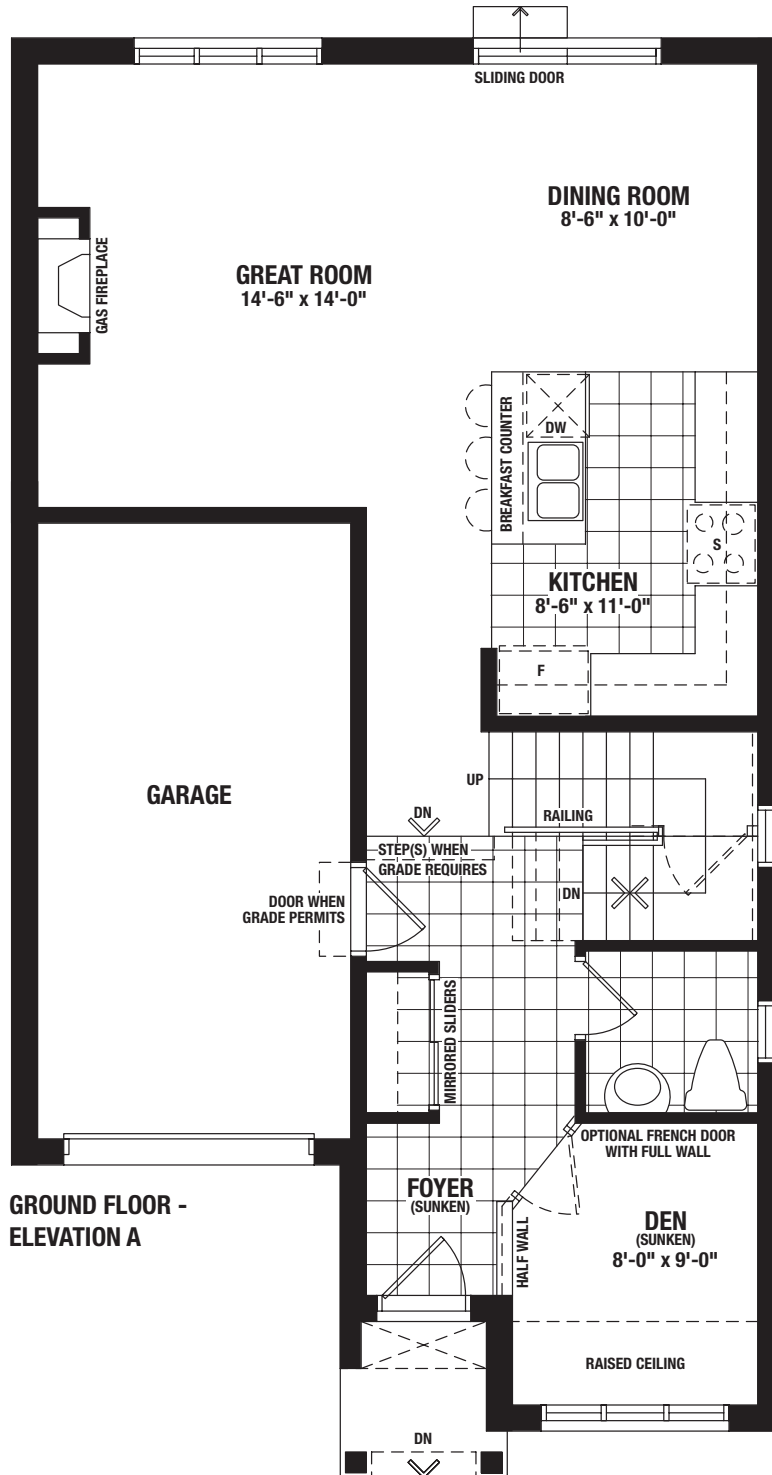 SLIDING DOOR
DINING ROOM
8'-6" x 10'-0"
GREAT ROOM
14'-6" x 14'-0"
GAS FIREPLACE
BREAKFAST COUNTER
DW
S
KITCHEN
8'-6" x 11'-0"
F
GARAGE
UP
DN
RAILING
STEP(S) WHEN
GRADE REQUIRES
DN
DOOR WHEN
GRADE PERMITS
MIRRORED SLIDERS
OPTIONAL FRENCH DOOR
WITH FULL WALL
FOYER
(SUNKEN)
HALF WALL
DEN
(SUNKEN)
8'-0" x 9'-0"
GROUND FLOOR -
ELEVATION A
RAISED CEILING
DN